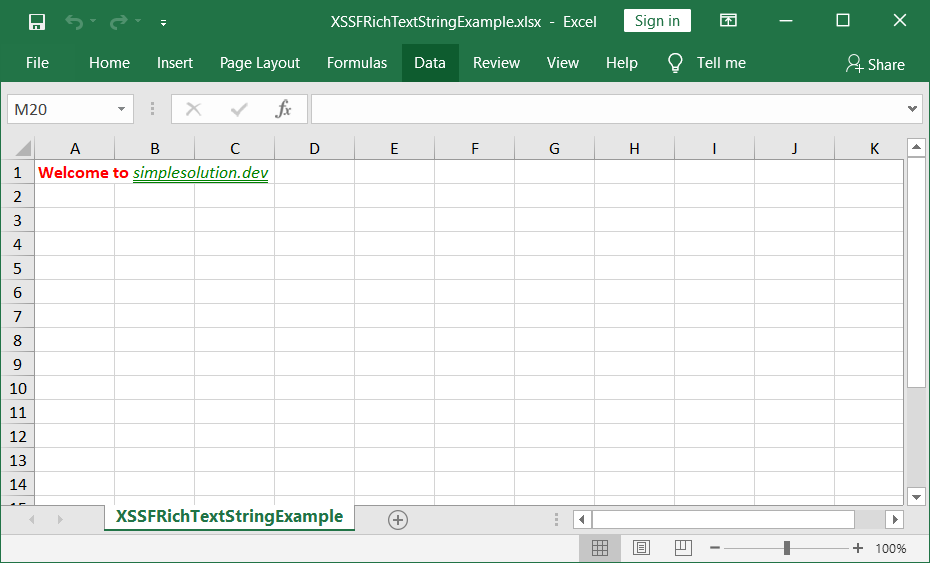 XSSFRichTextStringExample.xlsx - Excel
Sign in
File Home Insert Page Layout Formulas Data Review View Help Tell me Share
M20 fx
A B C D E F G H I J K
1 Welcome to simplesolution.dev
2
3
4
5
6
7
8
9
10
11
12
13
14
15
XSSFRichTextStringExample
100%